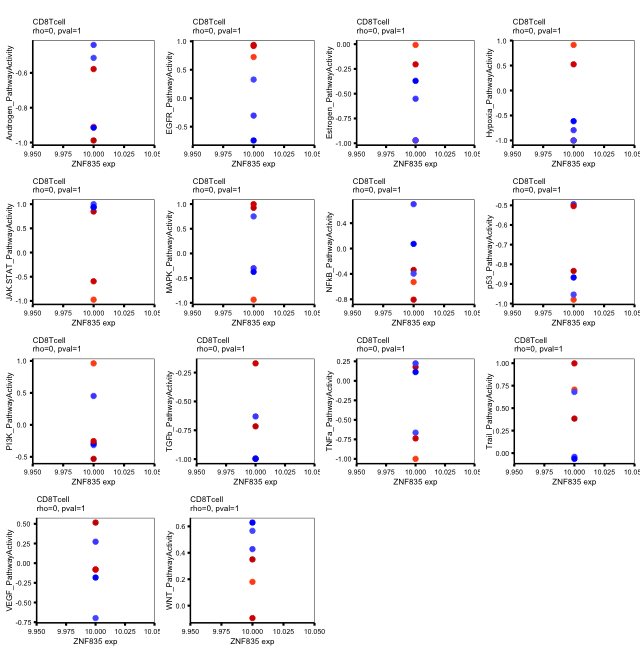 CD8Tcell
rho=0, pval=1
CD8Tcell
rho=0, pval=1
CD8Tcell
rho=0, pval=1
CD8Tcell
rho=0, pval=1
Androgen_PathwayActivity
-0.6
-0.8
-1.0
9.950 9.975 10.000 10.025 10.05
ZNF835 exp
EGFR_PathwayActivity
1.0
0.5
0.0
-0.5
9.950 9.975 10.000 10.025 10.05
ZNF835 exp
Estrogen_PathwayActivity
0.00
-0.25
-0.50
-0.75
-1.00
9.950 9.975 10.000 10.025 10.05
ZNF835 exp
Hypoxia_PathwayActivity
1.0
0.5
0.0
-0.5
-1.0
9.950 9.975 10.000 10.025 10.05
ZNF835 exp
CD8Tcell
rho=0, pval=1
CD8Tcell
rho=0, pval=1
CD8Tcell
rho=0, pval=1
CD8Tcell
rho=0, pval=1
JAK.STAT_PathwayActivity
1.0
0.5
0.0
-0.5
-1.0
9.950 9.975 10.000 10.025 10.05
ZNF835 exp
MAPK_PathwayActivity
1.0
0.5
0.0
-0.5
-1.0
9.950 9.975 10.000 10.025 10.05
ZNF835 exp
NFkB_PathwayActivity
0.4
0.0
-0.4
-0.8
9.950 9.975 10.000 10.025 10.05
ZNF835 exp
p53_PathwayActivity
-0.5
-0.6
-0.7
-0.8
-0.9
-1.0
9.950 9.975 10.000 10.025 10.05
ZNF835 exp
CD8Tcell
rho=0, pval=1
CD8Tcell
rho=0, pval=1
CD8Tcell
rho=0, pval=1
CD8Tcell
rho=0, pval=1
PI3K_PathwayActivity
1.0
0.5
0.0
-0.5
9.950 9.975 10.000 10.025 10.05
ZNF835 exp
TGFb_PathwayActivity
-0.25
-0.50
-0.75
-1.00
9.950 9.975 10.000 10.025 10.05
ZNF835 exp
TNFa_PathwayActivity
0.25
0.00
-0.25
-0.50
-0.75
-1.00
9.950 9.975 10.000 10.025 10.05
ZNF835 exp
Trail_PathwayActivity
1.00
0.75
0.50
0.25
0.00
9.950 9.975 10.000 10.025 10.05
ZNF835 exp
CD8Tcell
rho=0, pval=1
CD8Tcell
rho=0, pval=1
VEGF_PathwayActivity
0.50
0.25
0.00
-0.25
-0.50
-0.75
9.950 9.975 10.000 10.025 10.05
ZNF835 exp
WNT_PathwayActivity
0.6
0.4
0.2
0.0
9.950 9.975 10.000 10.025 10.050
ZNF835 exp